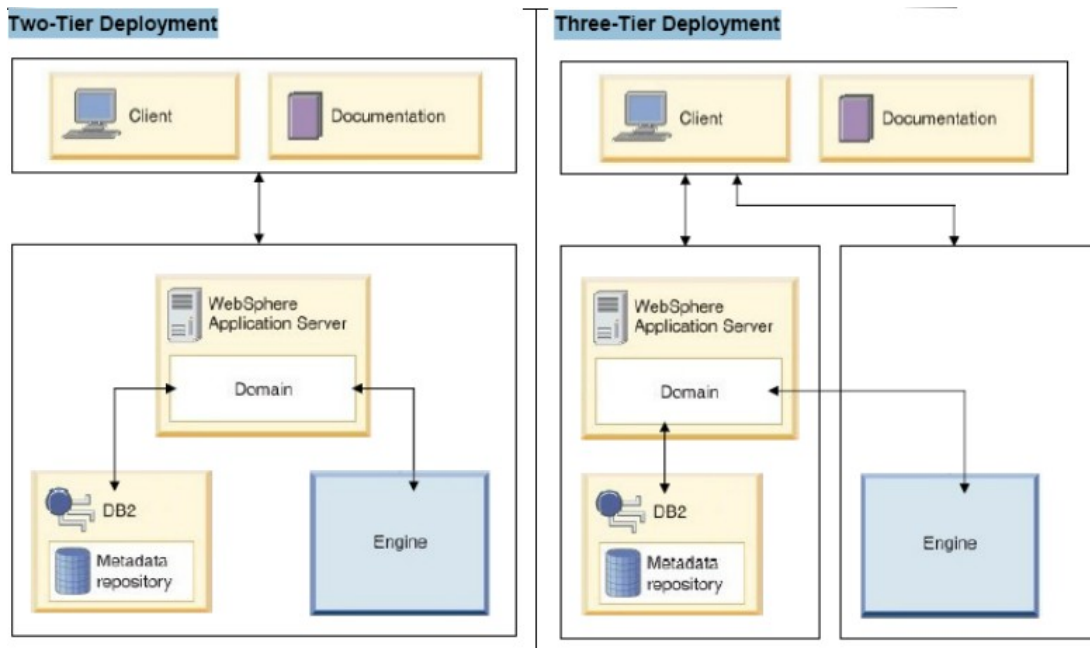 Two-Tier Deployment
Client
Documentation
WebSphere
Application Server
Domain
DB2
Metadata
repository
Engine
Three-Tier Deployment
Client
Documentation
WebSphere
Application Server
Domain
DB2
Metadata
repository
Engine